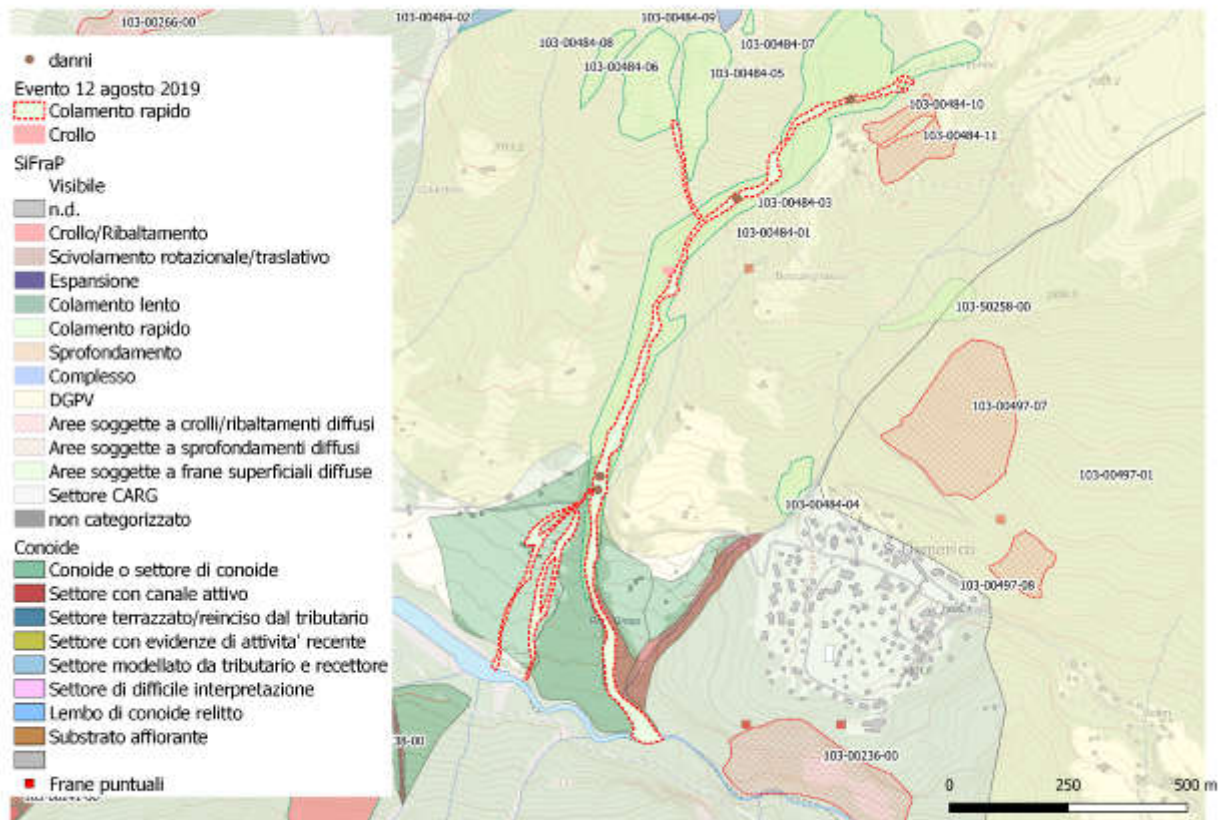 103-00266-00
103-00484-02
103-00484-09
103-00484-08
103-00484-07
103-00484-06
103-00484-05
103-00484-10
103-00484-11
103-00484-03
103-00484-01
103-50258-00
103-00497-07
103-00497-01
103-00484-04
103-00497-08
103-00236-00
38-00
danni
Evento 12 agosto 2019
Colamento rapido
Crollo
SiFraP
Visibile
n.d.
Crollo/Ribaltamento
Scivolamento rotazionale/traslativo
Espansione
Colamento lento
Colamento rapido
Sprofondamento
Complesso
DGPV
Aree soggette a crolli/ribaltamenti diffusi
Aree soggette a sprofondamenti diffusi
Aree soggette a frane superficiali diffuse
Settore CARG
non categorizzato
Conoide
Conoide o settore di conoide
Settore con canale attivo
Settore terrazzato/reinciso dal tributario
Settore con evidenze di attivita' recente
Settore modellato da tributario e recettore
Settore di difficile interpretazione
Lembo di conoide relitto
Substrato affiorante
Frane puntuali
0 250 500 m